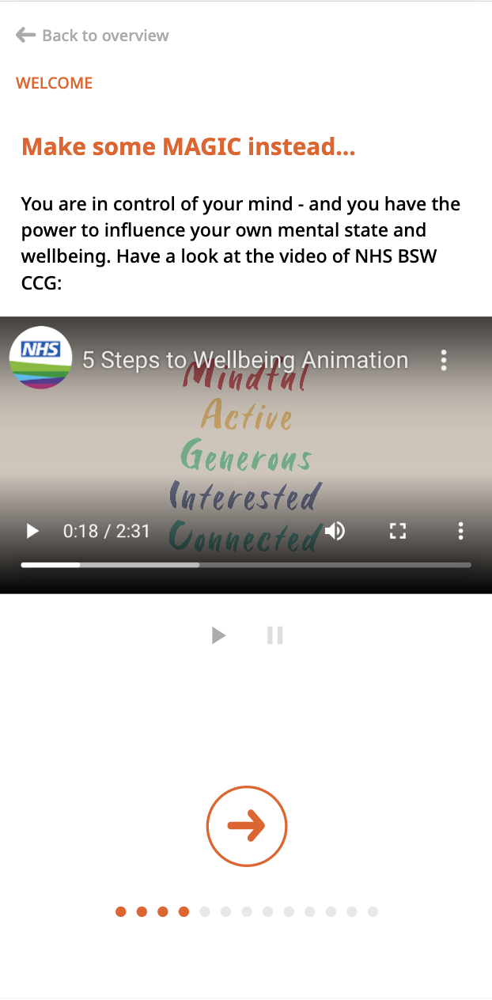 Back to overview
WELCOME
Make some MAGIC instead...
You are in control of your mind - and you have the
power to influence your own mental state and
wellbeing. Have a look at the video of NHS BSW
CCG:
NHS
5 Steps to Wellbeing Animation
Mindful
Active
Generous
Interested
0:18 / 2:31
Connected